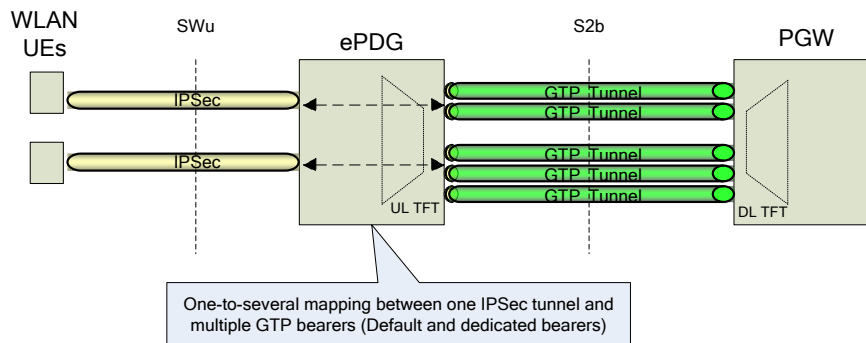 WLAN
UEs
SWu
ePDG
S2b
PGW
IPSec
GTP Tunnel
GTP Tunnel
IPSec
GTP Tunnel
GTP Tunnel
GTP Tunnel
UL TFT
DL TFT
One-to-several mapping between one IPSec tunnel and
multiple GTP bearers (Default and dedicated bearers)